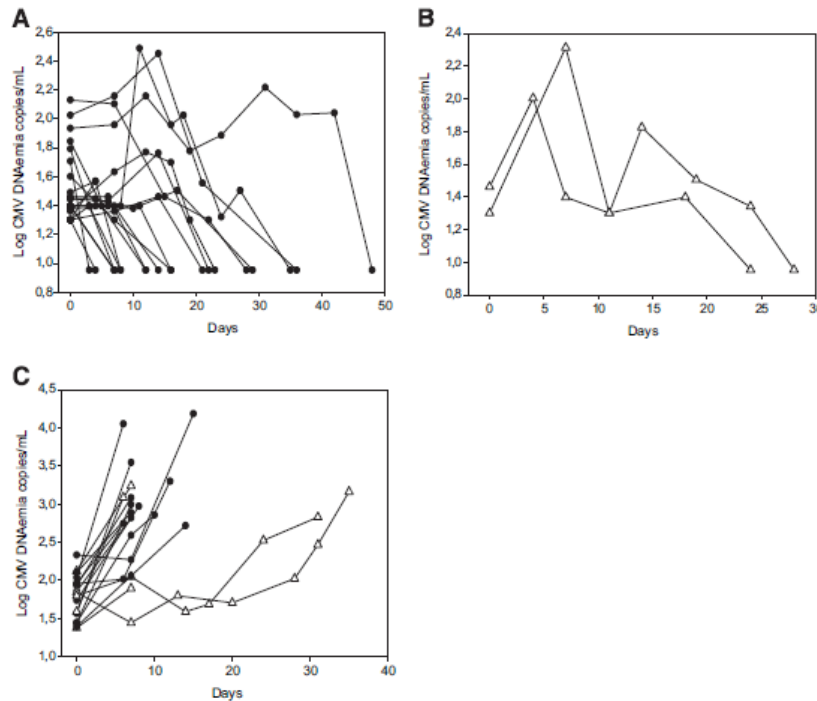 A
Log CMV DNAemia copies/mL
2,6
2,4
2,2
2,0
1,8
1,6
1,4
1,2
1,0
0,8
0 10 20 30 40 50
Days
B
Log CMV DNAemia copies/mL
2,4
2,2
2,0
1,8
1,6
1,4
1,2
1,0
0,8
0 5 10 15 20 25 30
Days
C
Log CMV DNAemia copies/mL
4,5
4,0
3,5
3,0
2,5
2,0
1,5
1,0
0 10 20 30 40
Days